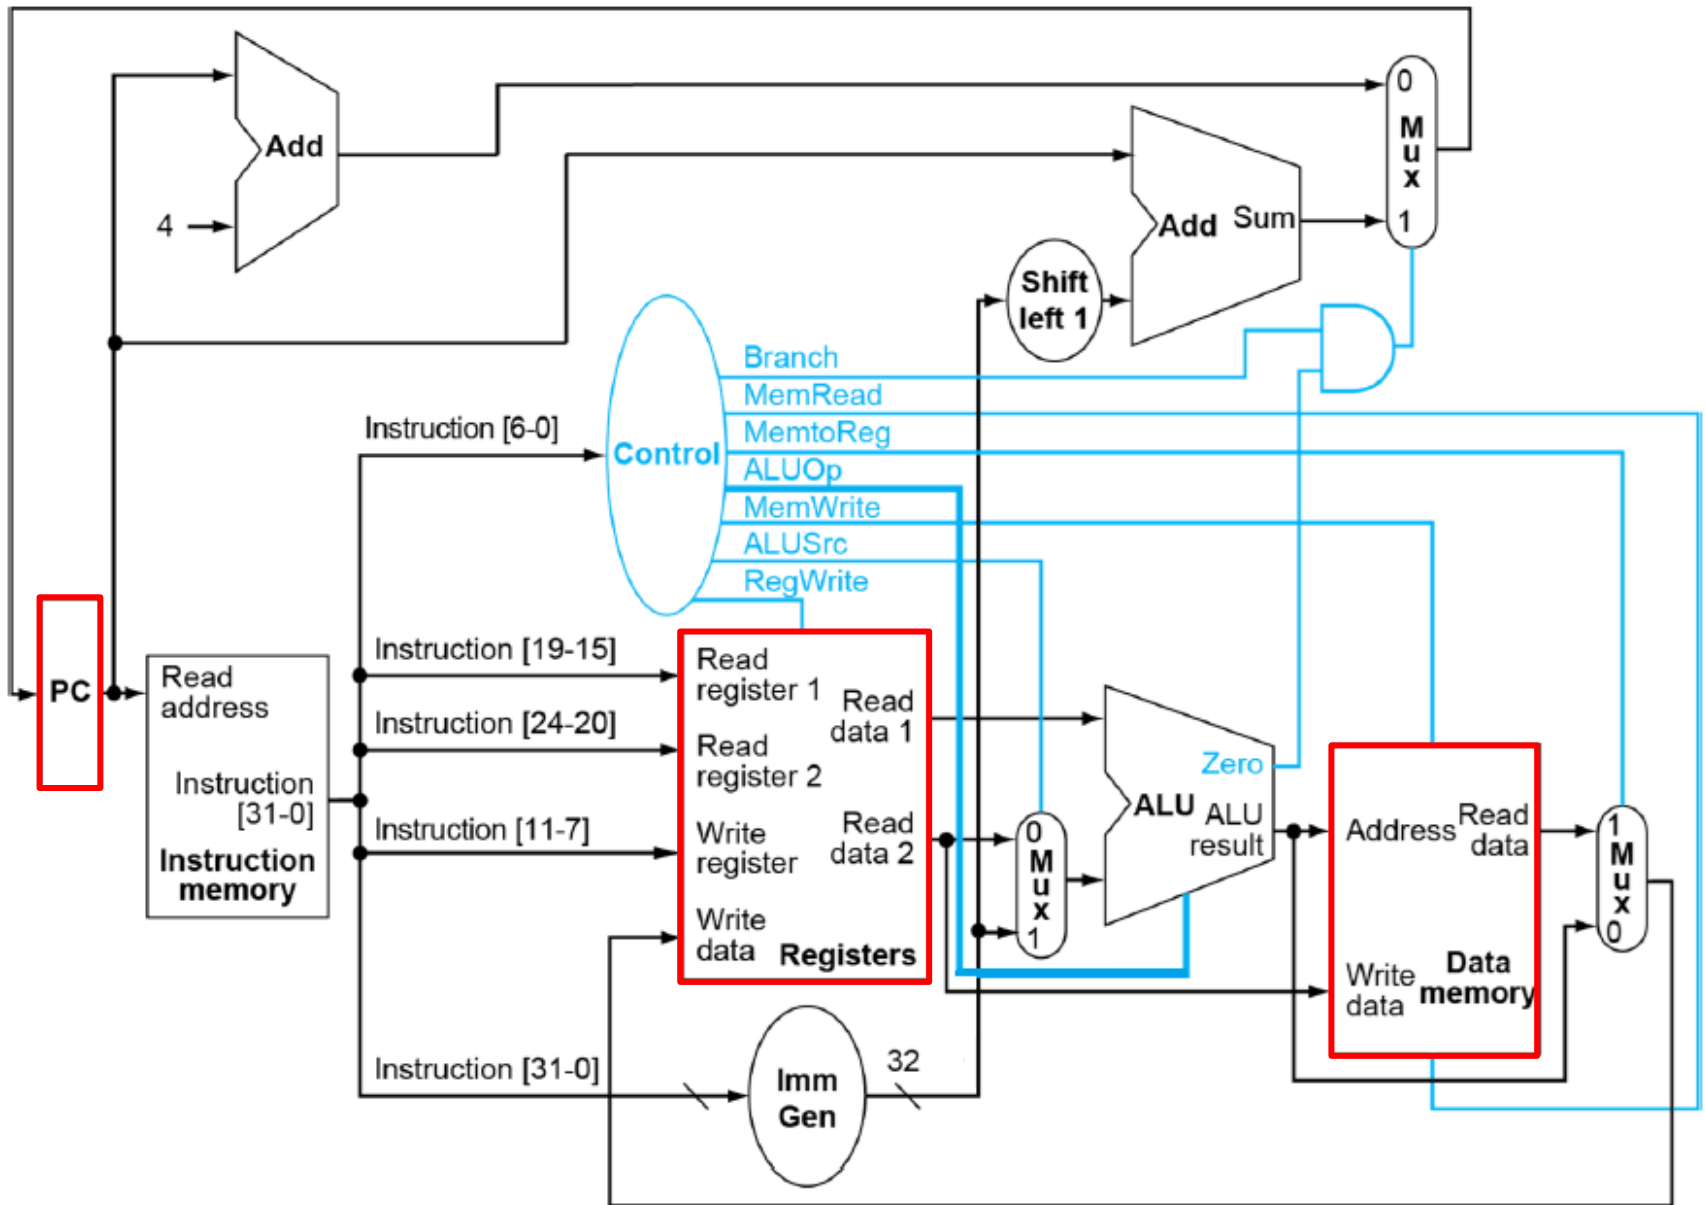 0
M
u
x
1
Add
4
Add Sum
Shift
left 1
Branch
MemRead
MemtoReg
ALUOp
MemWrite
ALUSrc
RegWrite
Control
Instruction [6-0]
Instruction [19-15]
Instruction [24-20]
Instruction [11-7]
Instruction [31-0]
PC
Read
address
Instruction
[31-0]
Instruction
memory
Read
register 1
Read
register 2
Write
register
Write
data
Read
data 1
Read
data 2
Registers
Imm
Gen
32
0
M
u
x
1
Zero
ALU
ALU
result
Address
Read
data
Write
data
Data
memory
1
M
u
x
0